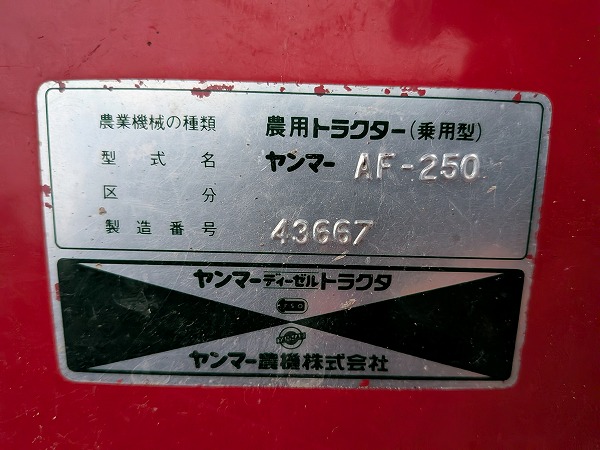 農業機械の種類 農用トラクター(乗用型)
型式名 ヤンマー AF-250
区分
製造番号 43667
ヤンマーディーゼルトラクタ
ヤンマー農機株式会社